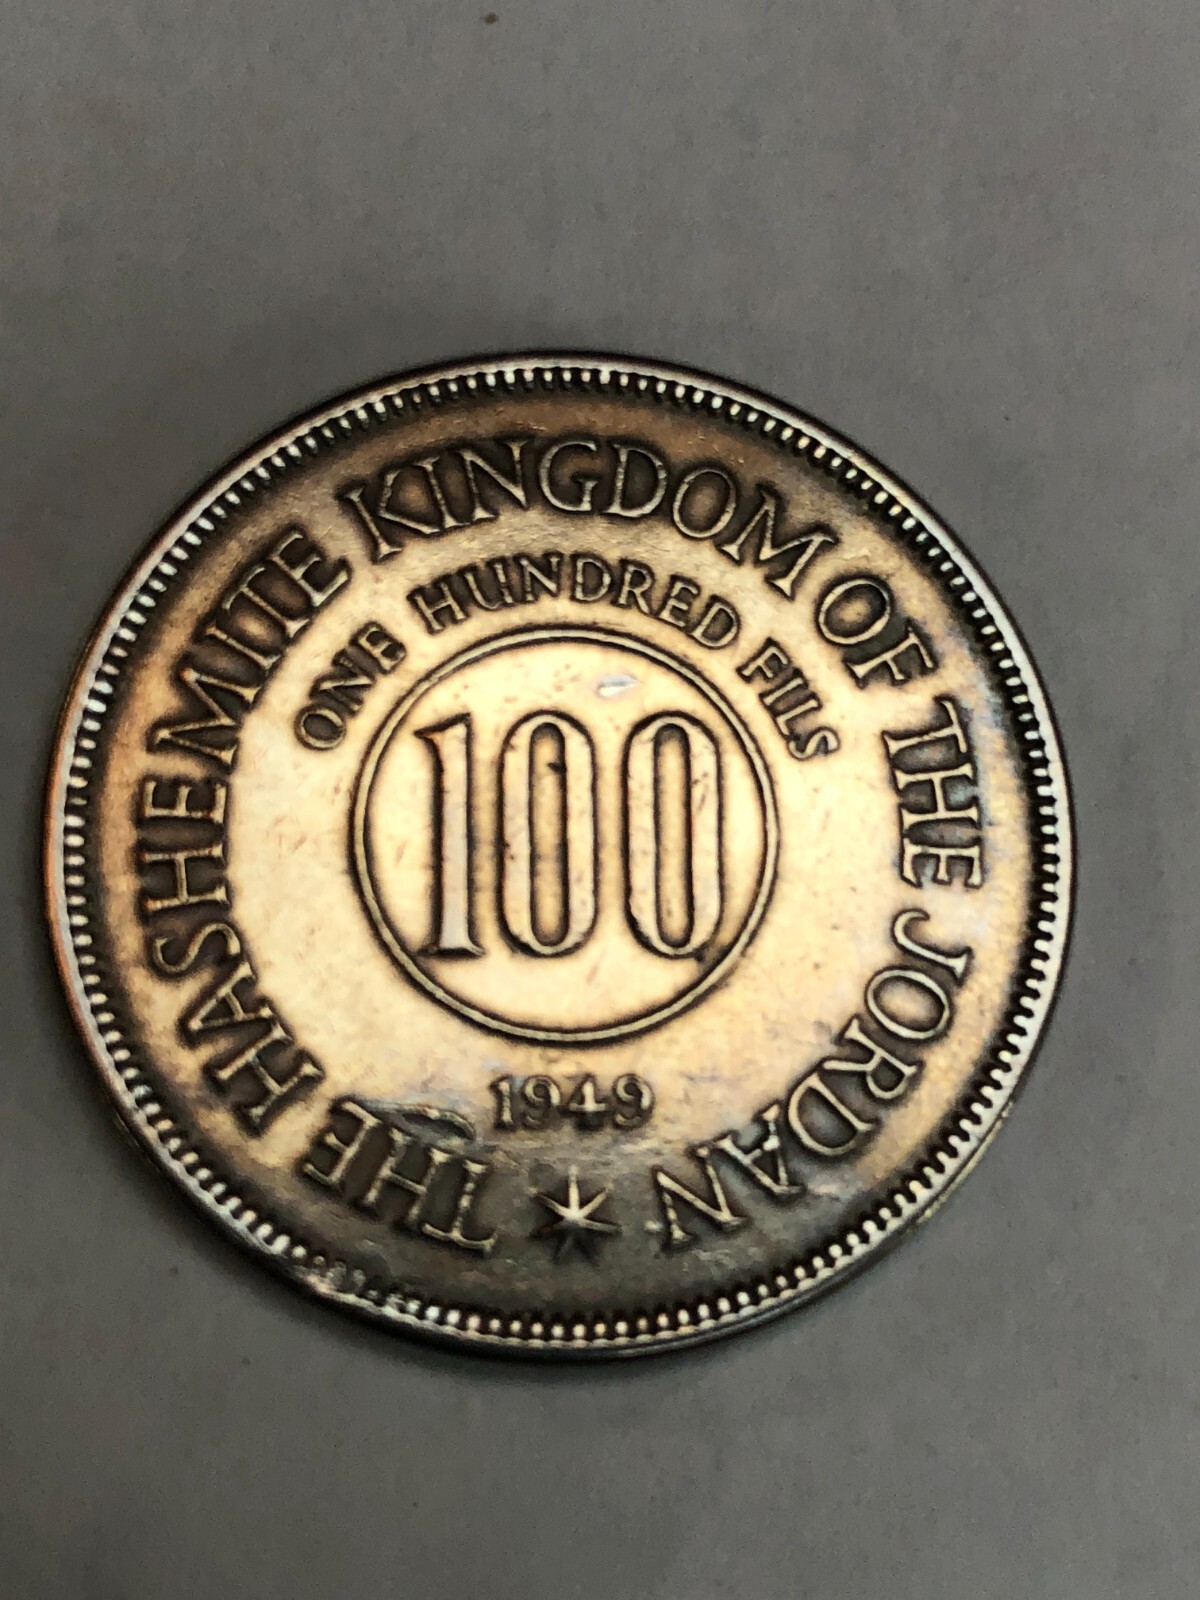 THE HASHEMITE KINGDOM OF THE JORDAN
ONE HUNDRED FILS
100
1949